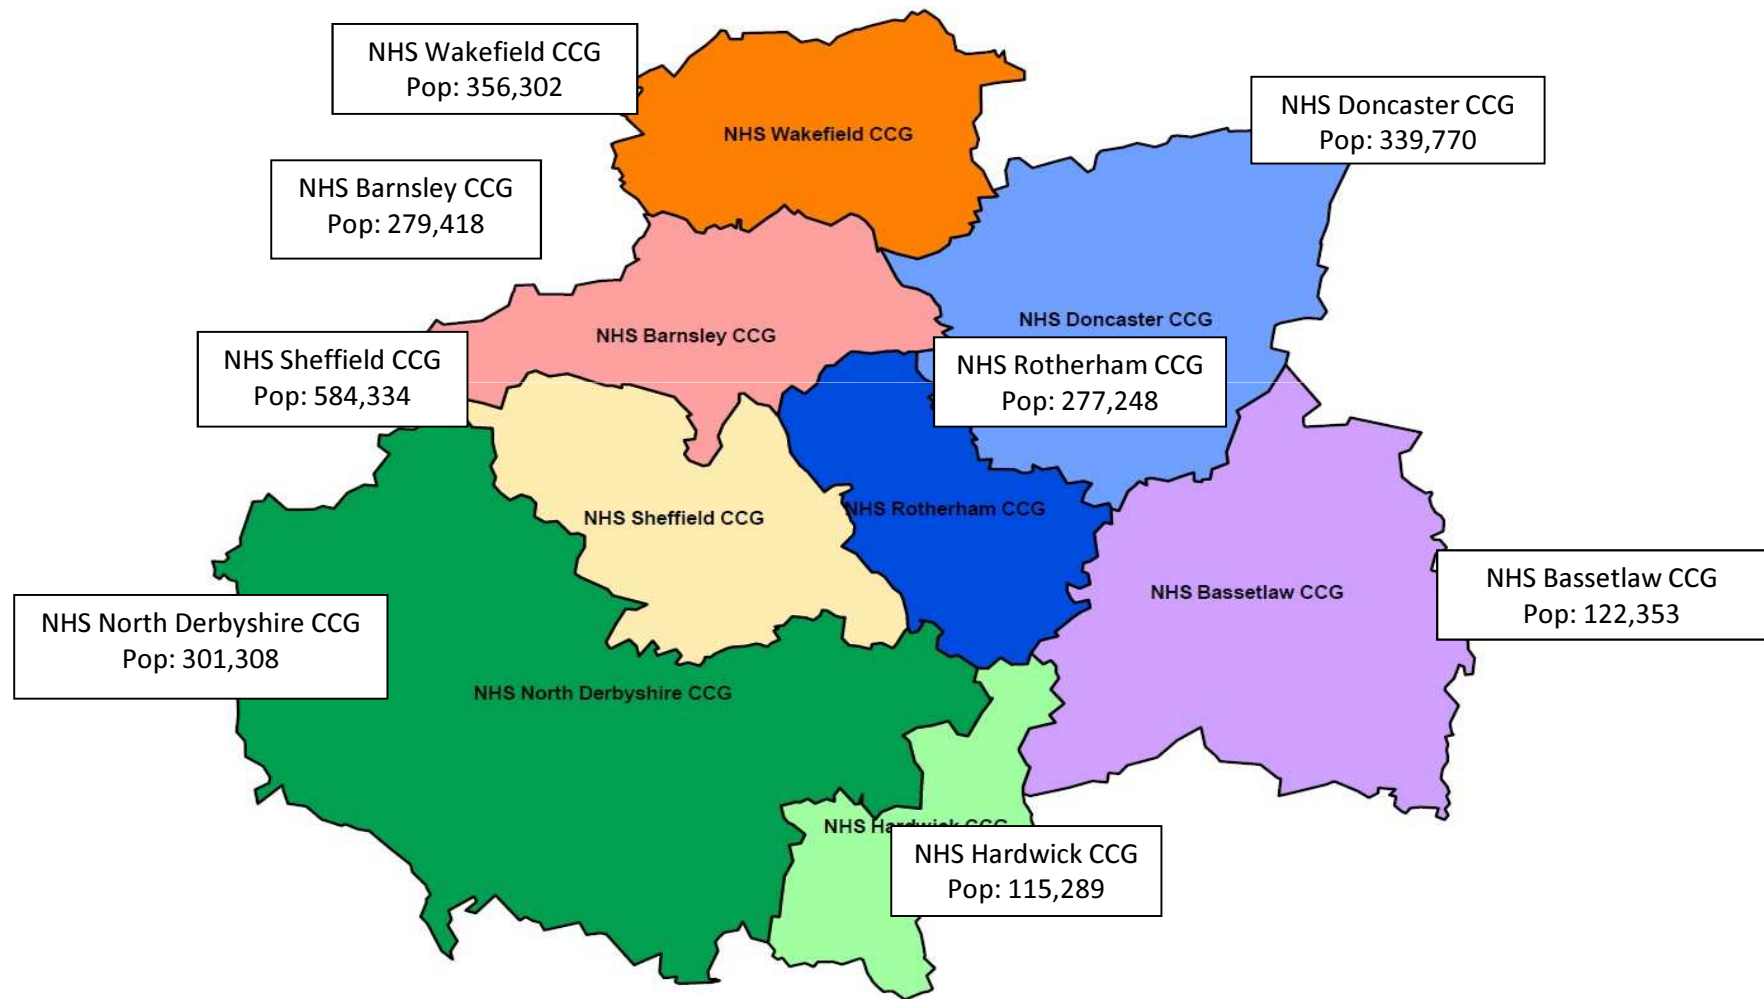 NHS Wakefield CCG
Pop: 356,302
NHS Wakefield CCG
NHS Doncaster CCG
Pop: 339,770
NHS Barnsley CCG
Pop: 279,418
NHS Doncaster CCG
NHS Barnsley CCG
NHS Sheffield CCG
Pop: 584,334
NHS Rotherham CCG
Pop: 277,248
NHS Rotherham CCG
NHS Sheffield CCG
NHS Bassetlaw CCG
Pop: 122,353
NHS Bassetlaw CCG
NHS North Derbyshire CCG
Pop: 301,308
NHS North Derbyshire CCG
NHS Hardwick CCG
NHS Hardwick CCG
Pop: 115,289